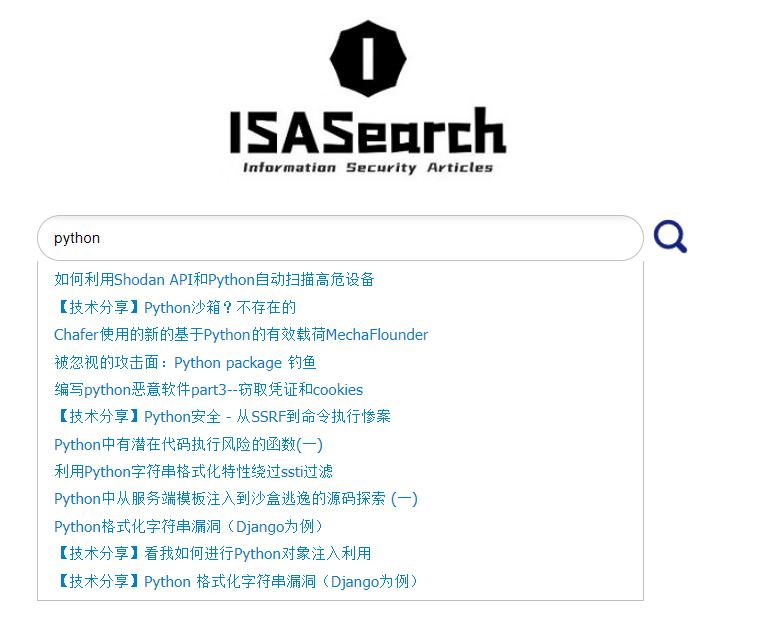 I
ISASearch
Information Security Articles
python
如何利用Shodan API和Python自动扫描高危设备
【技术分享】Python沙箱？不存在的
Chafer使用的新的基于Python的有效载荷MechaFlounder
被忽视的攻击面：Python package 钓鱼
编写python恶意软件part3--窃取凭证和cookies
【技术分享】Python安全 - 从SSRF到命令执行惨案
Python中有潜在代码执行风险的函数(一)
利用Python字符串格式化特性绕过ssti过滤
Python中从服务端模板注入到沙盒逃逸的源码探索 (一)
Python格式化字符串漏洞（Django为例）
【技术分享】看我如何进行Python对象注入利用
【技术分享】Python 格式化字符串漏洞（Django为例）